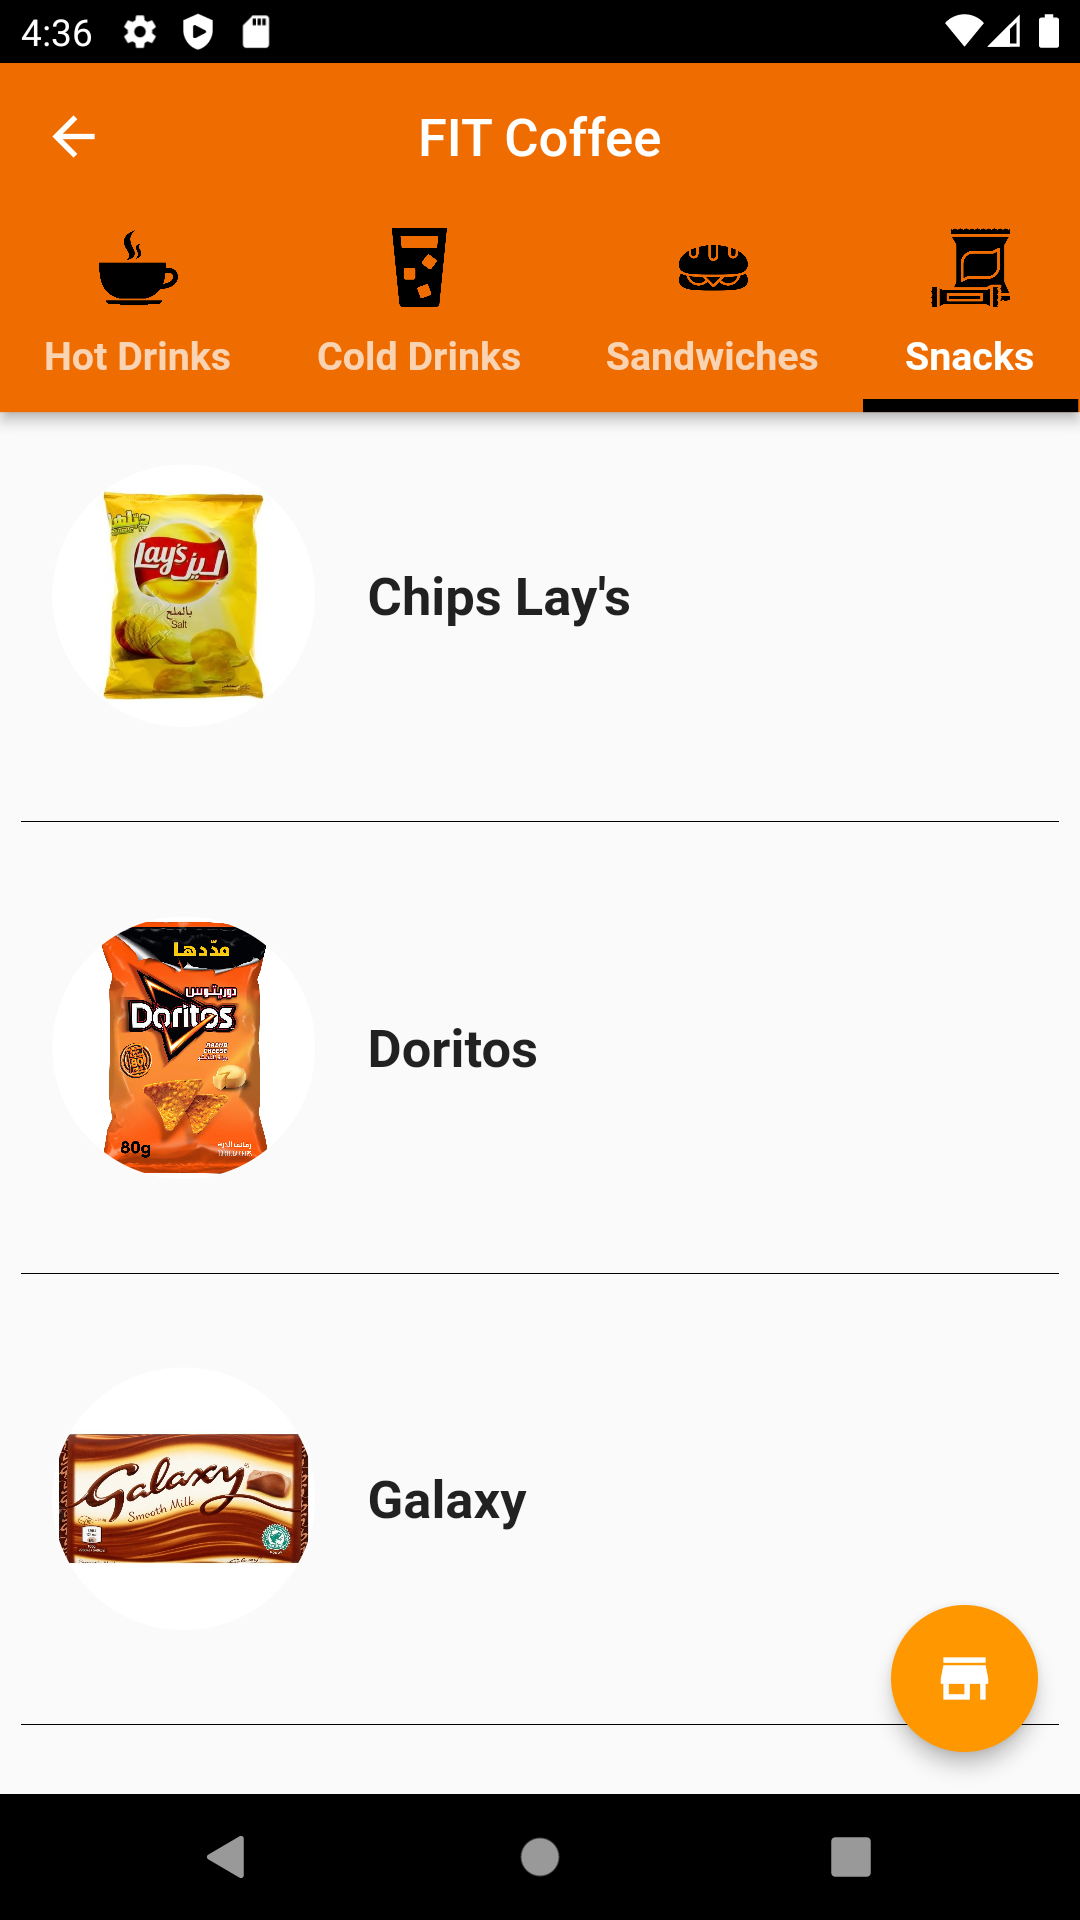 4:36
FIT Coffee
Hot Drinks
Cold Drinks
Sandwiches
Snacks
Lay's ليز
بالملح
Salt
Chips Lay's
مدّدها
دوريتوس
Doritos
80g
Doritos
Galaxy
Smooth Milk
Galaxy